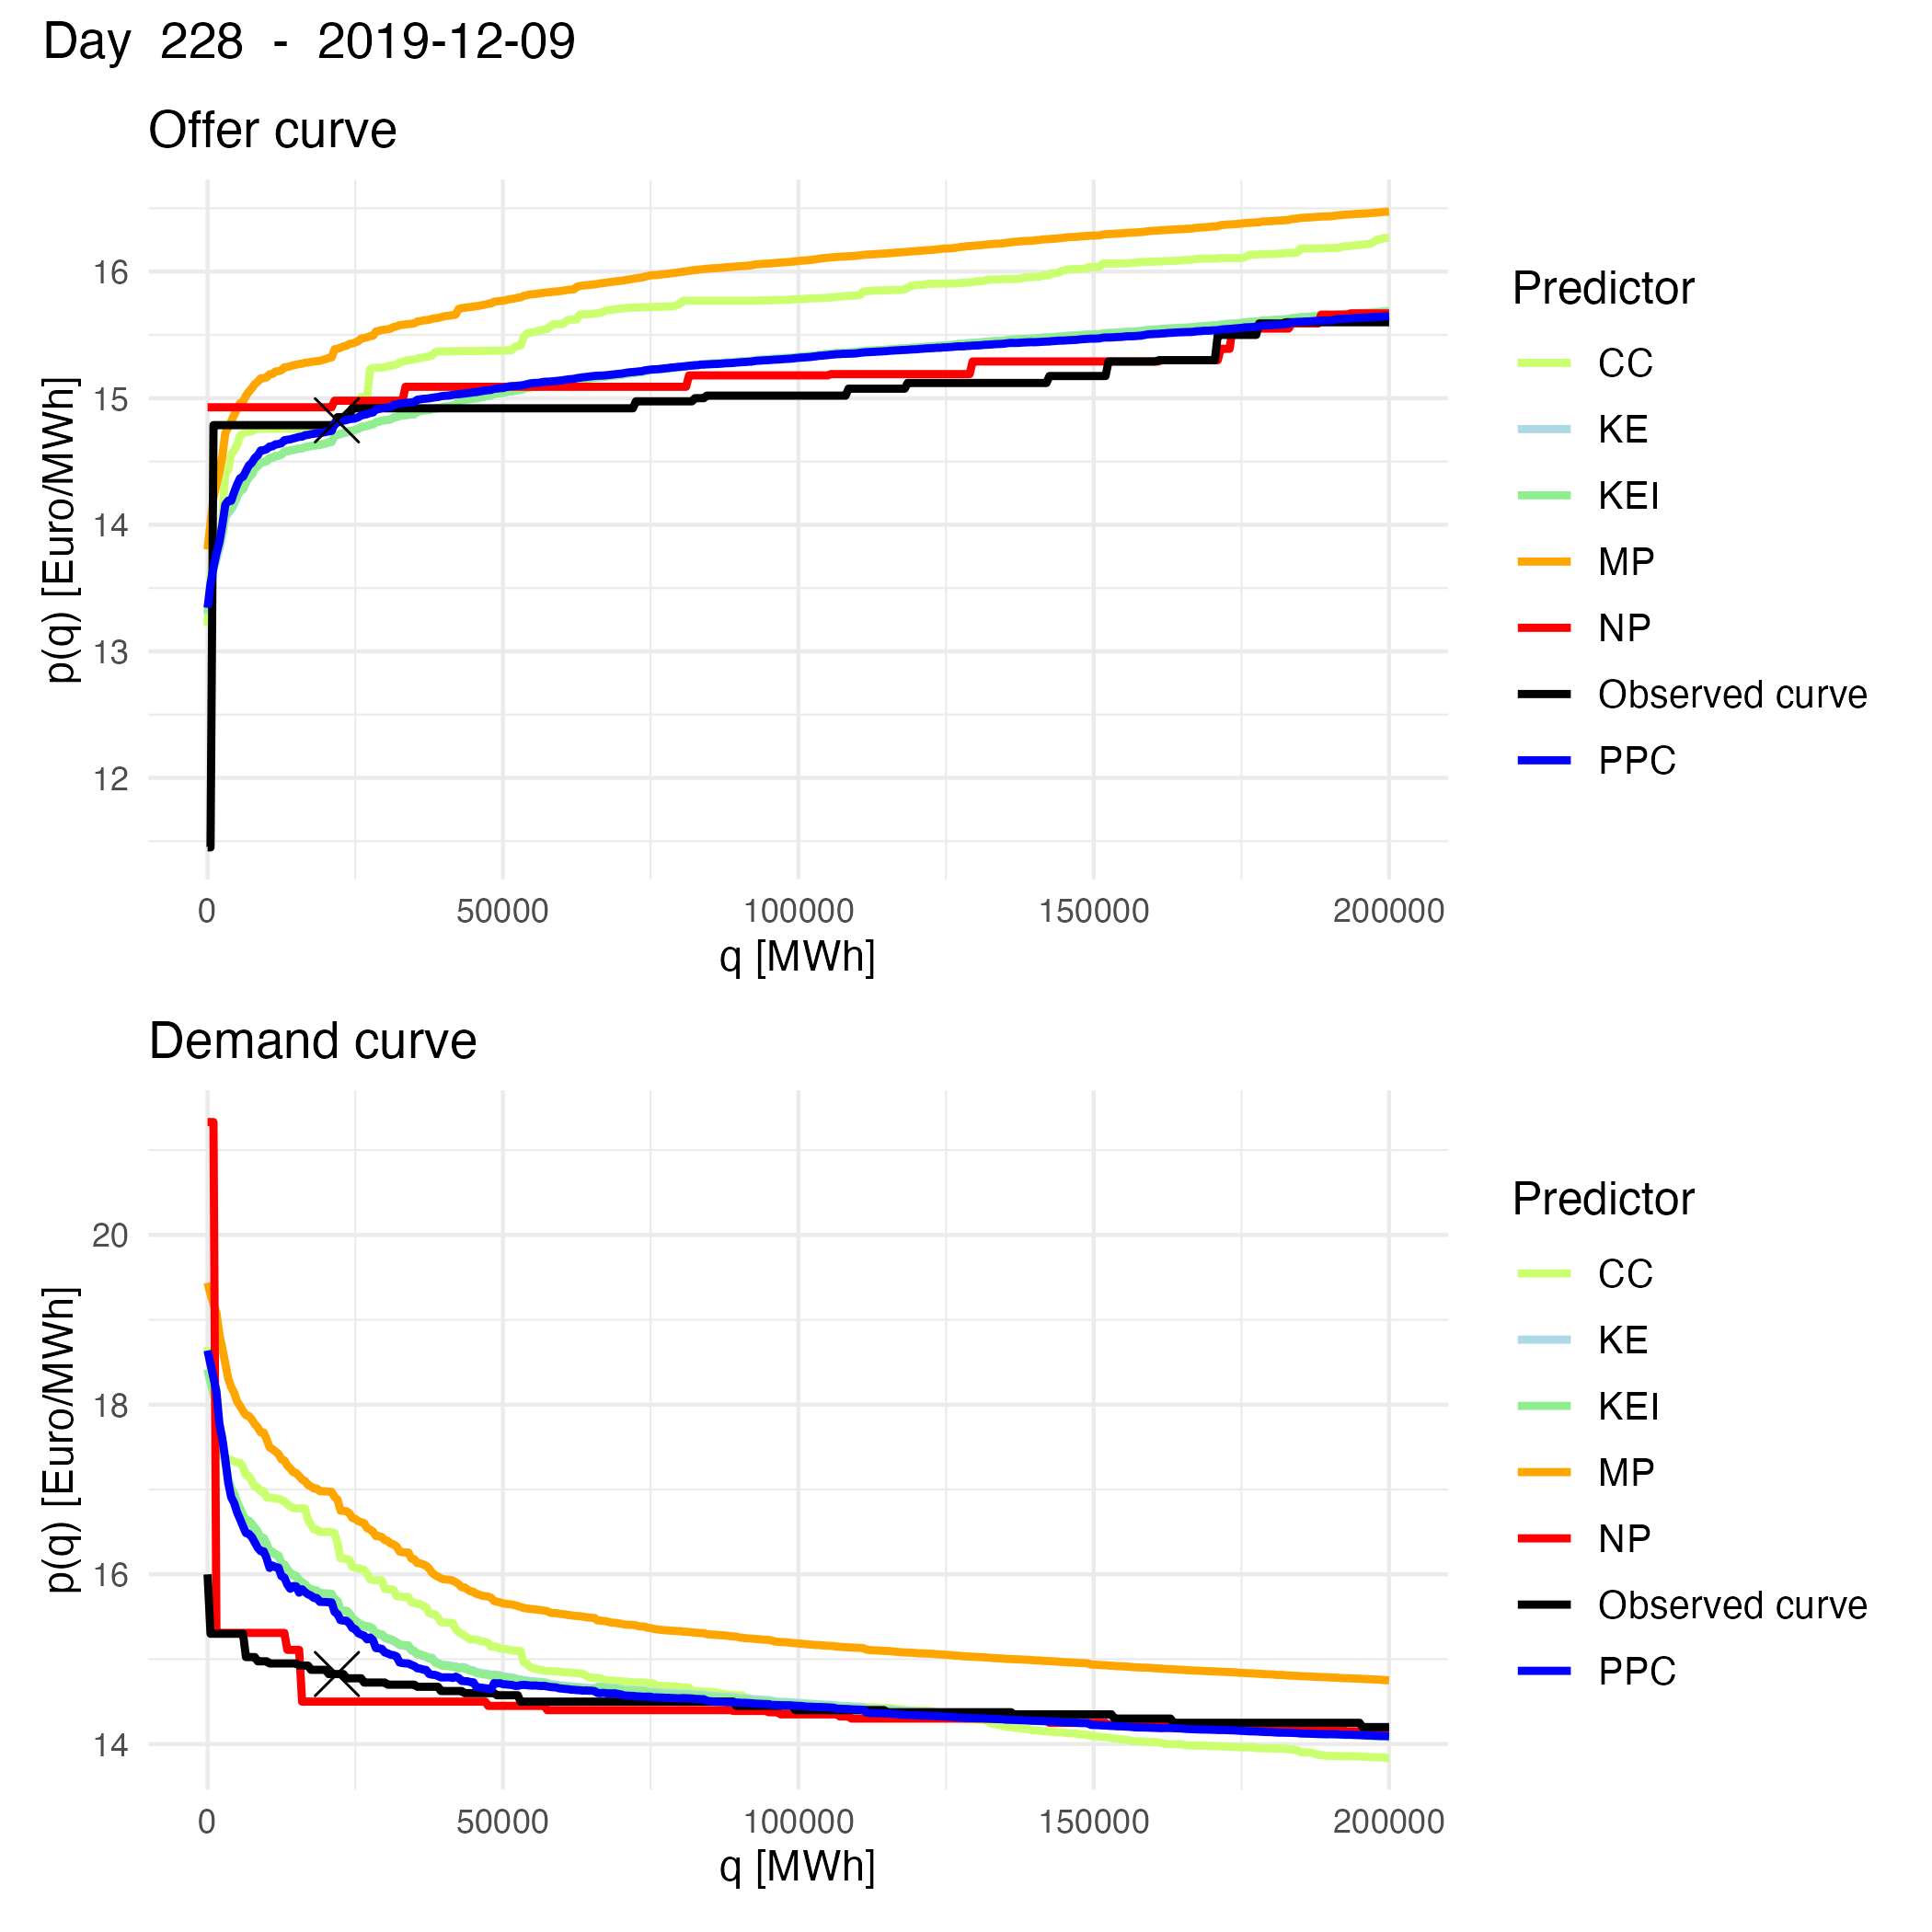 Day 228 - 2019-12-09
Offer curve
p(q) [Euro/MWh]
16
15
14
13
12
0
50000
100000
150000
200000
q [MWh]
Predictor
CC
KE
KEI
MP
NP
Observed curve
PPC
Demand curve
p(q) [Euro/MWh]
20
18
16
14
0
50000
100000
150000
200000
q [MWh]
Predictor
CC
KE
KEI
MP
NP
Observed curve
PPC